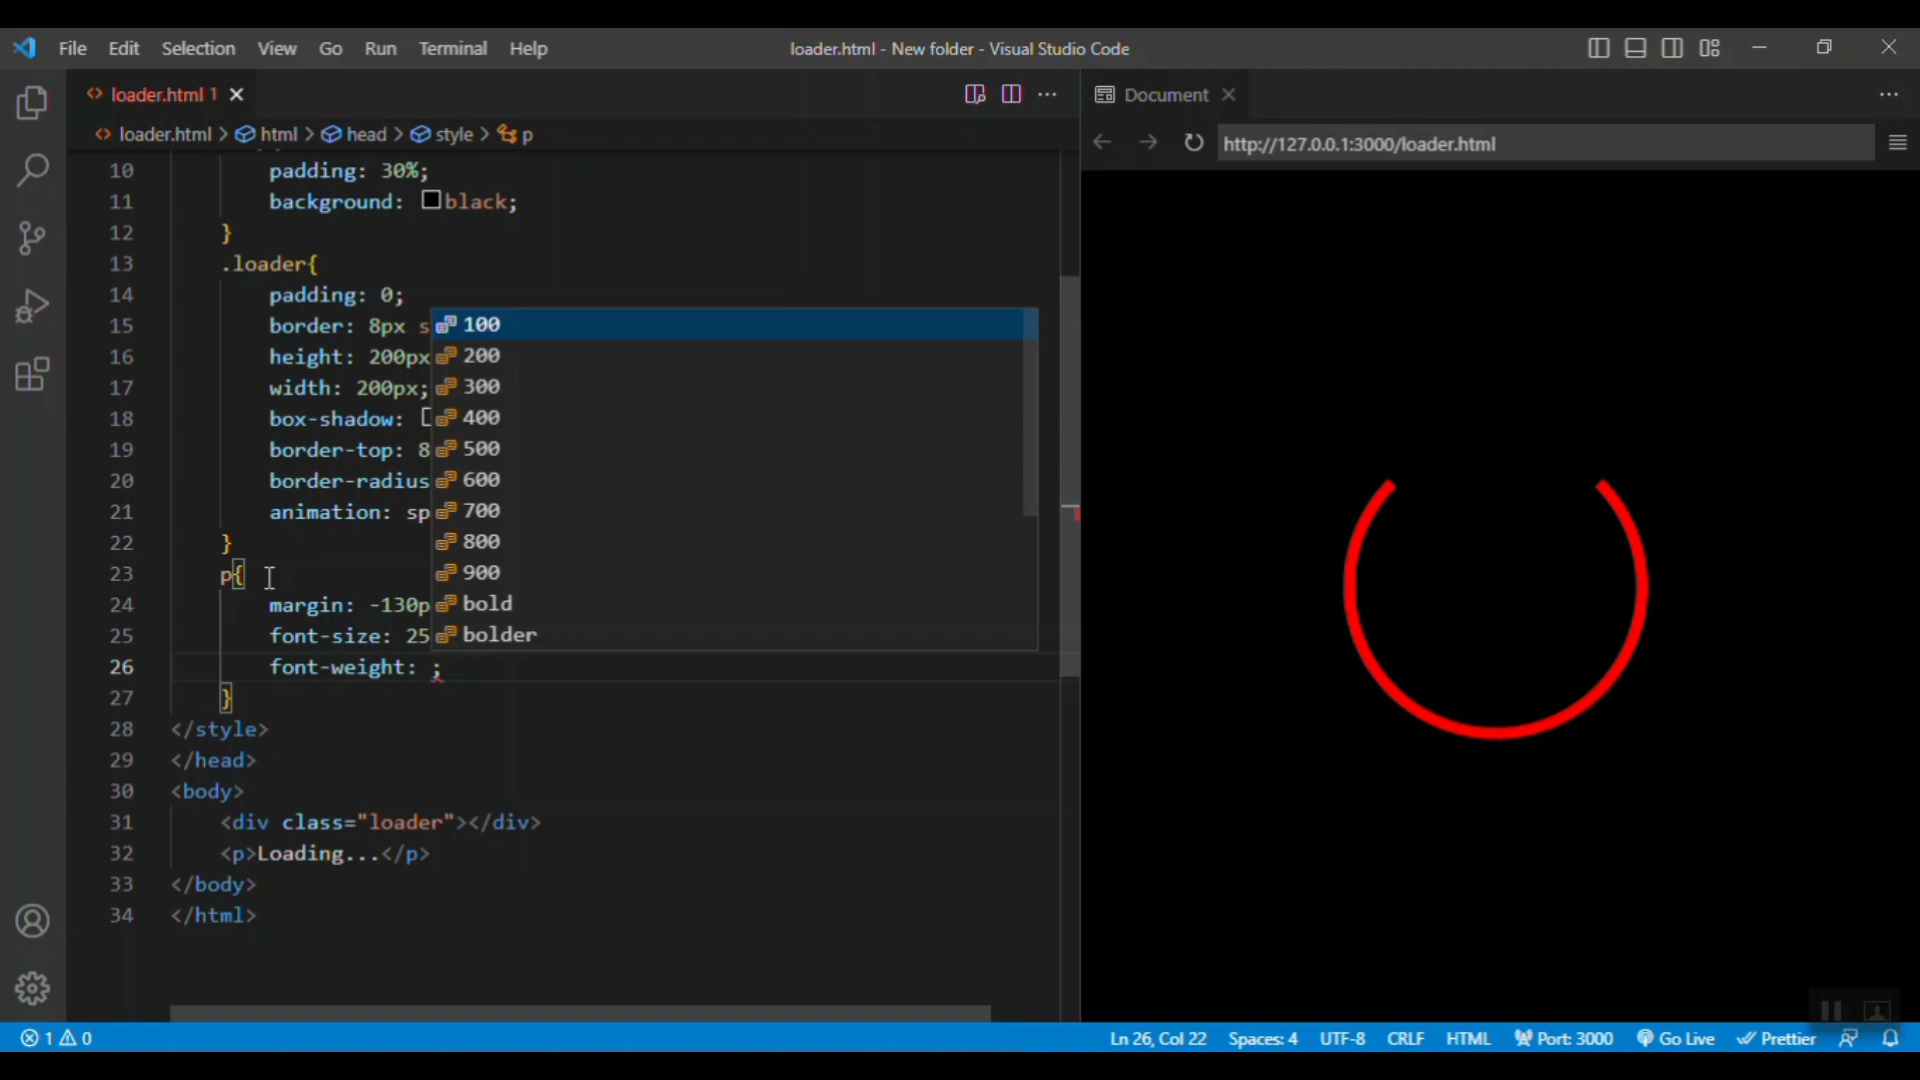 File Edit Selection View Go Run Terminal Help
loader.html - New folder - Visual Studio Code
loader.html 1
Document
loader.html > html > head > style > p
http://127.0.0.1:3000/loader.html
10 padding: 30%;
11 background: black;
12 }
13 .loader{
14 padding: 0;
15 border: 8px s
16 height: 200px
17 width: 200px;
18 box-shadow:
19 border-top: 8
20 border-radius
21 animation: sp
22 }
23 p{
24 margin: -130p
25 font-size: 25
26 font-weight: ;
27 }
28 </style>
29 </head>
30 <body>
31 <div class="loader"></div>
32 <p>Loading...</p>
33 </body>
34 </html>
100
200
300
400
500
600
700
800
900
bold
bolder
1 0
Ln 26, Col 22 Spaces: 4 UTF-8 CRLF HTML Port: 3000 Go Live Prettier